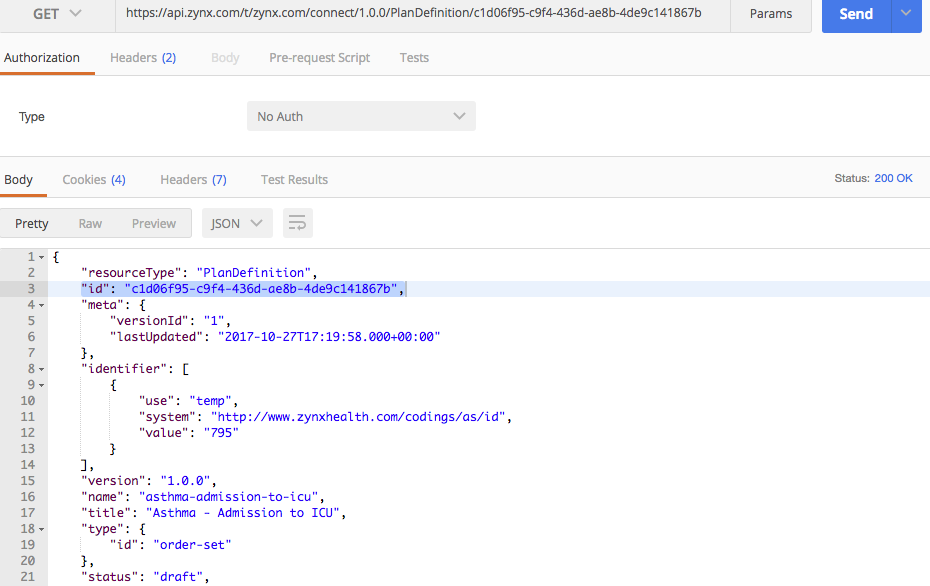 GET https://api.zynx.com/t/zynx.com/connect/1.0.0/PlanDefinition/c1d06f95-c9f4-436d-ae8b-4de9c141867b Params Send
Authorization Headers (2) Body Pre-request Script Tests
Type No Auth
Body Cookies (4) Headers (7) Test Results Status: 200 OK
Pretty Raw Preview JSON
1 {
2 "resourceType": "PlanDefinition",
3 "id": "c1d06f95-c9f4-436d-ae8b-4de9c141867b",
4 "meta": {
5 "versionId": "1",
6 "lastUpdated": "2017-10-27T17:19:58.000+00:00"
7 },
8 "identifier": [
9 {
10 "use": "temp",
11 "system": "http://www.zynxhealth.com/codings/as/id",
12 "value": "795"
13 }
14 ],
15 "version": "1.0.0",
16 "name": "asthma-admission-to-icu",
17 "title": "Asthma - Admission to ICU",
18 "type": {
19 "id": "order-set"
20 },
21 "status": "draft",